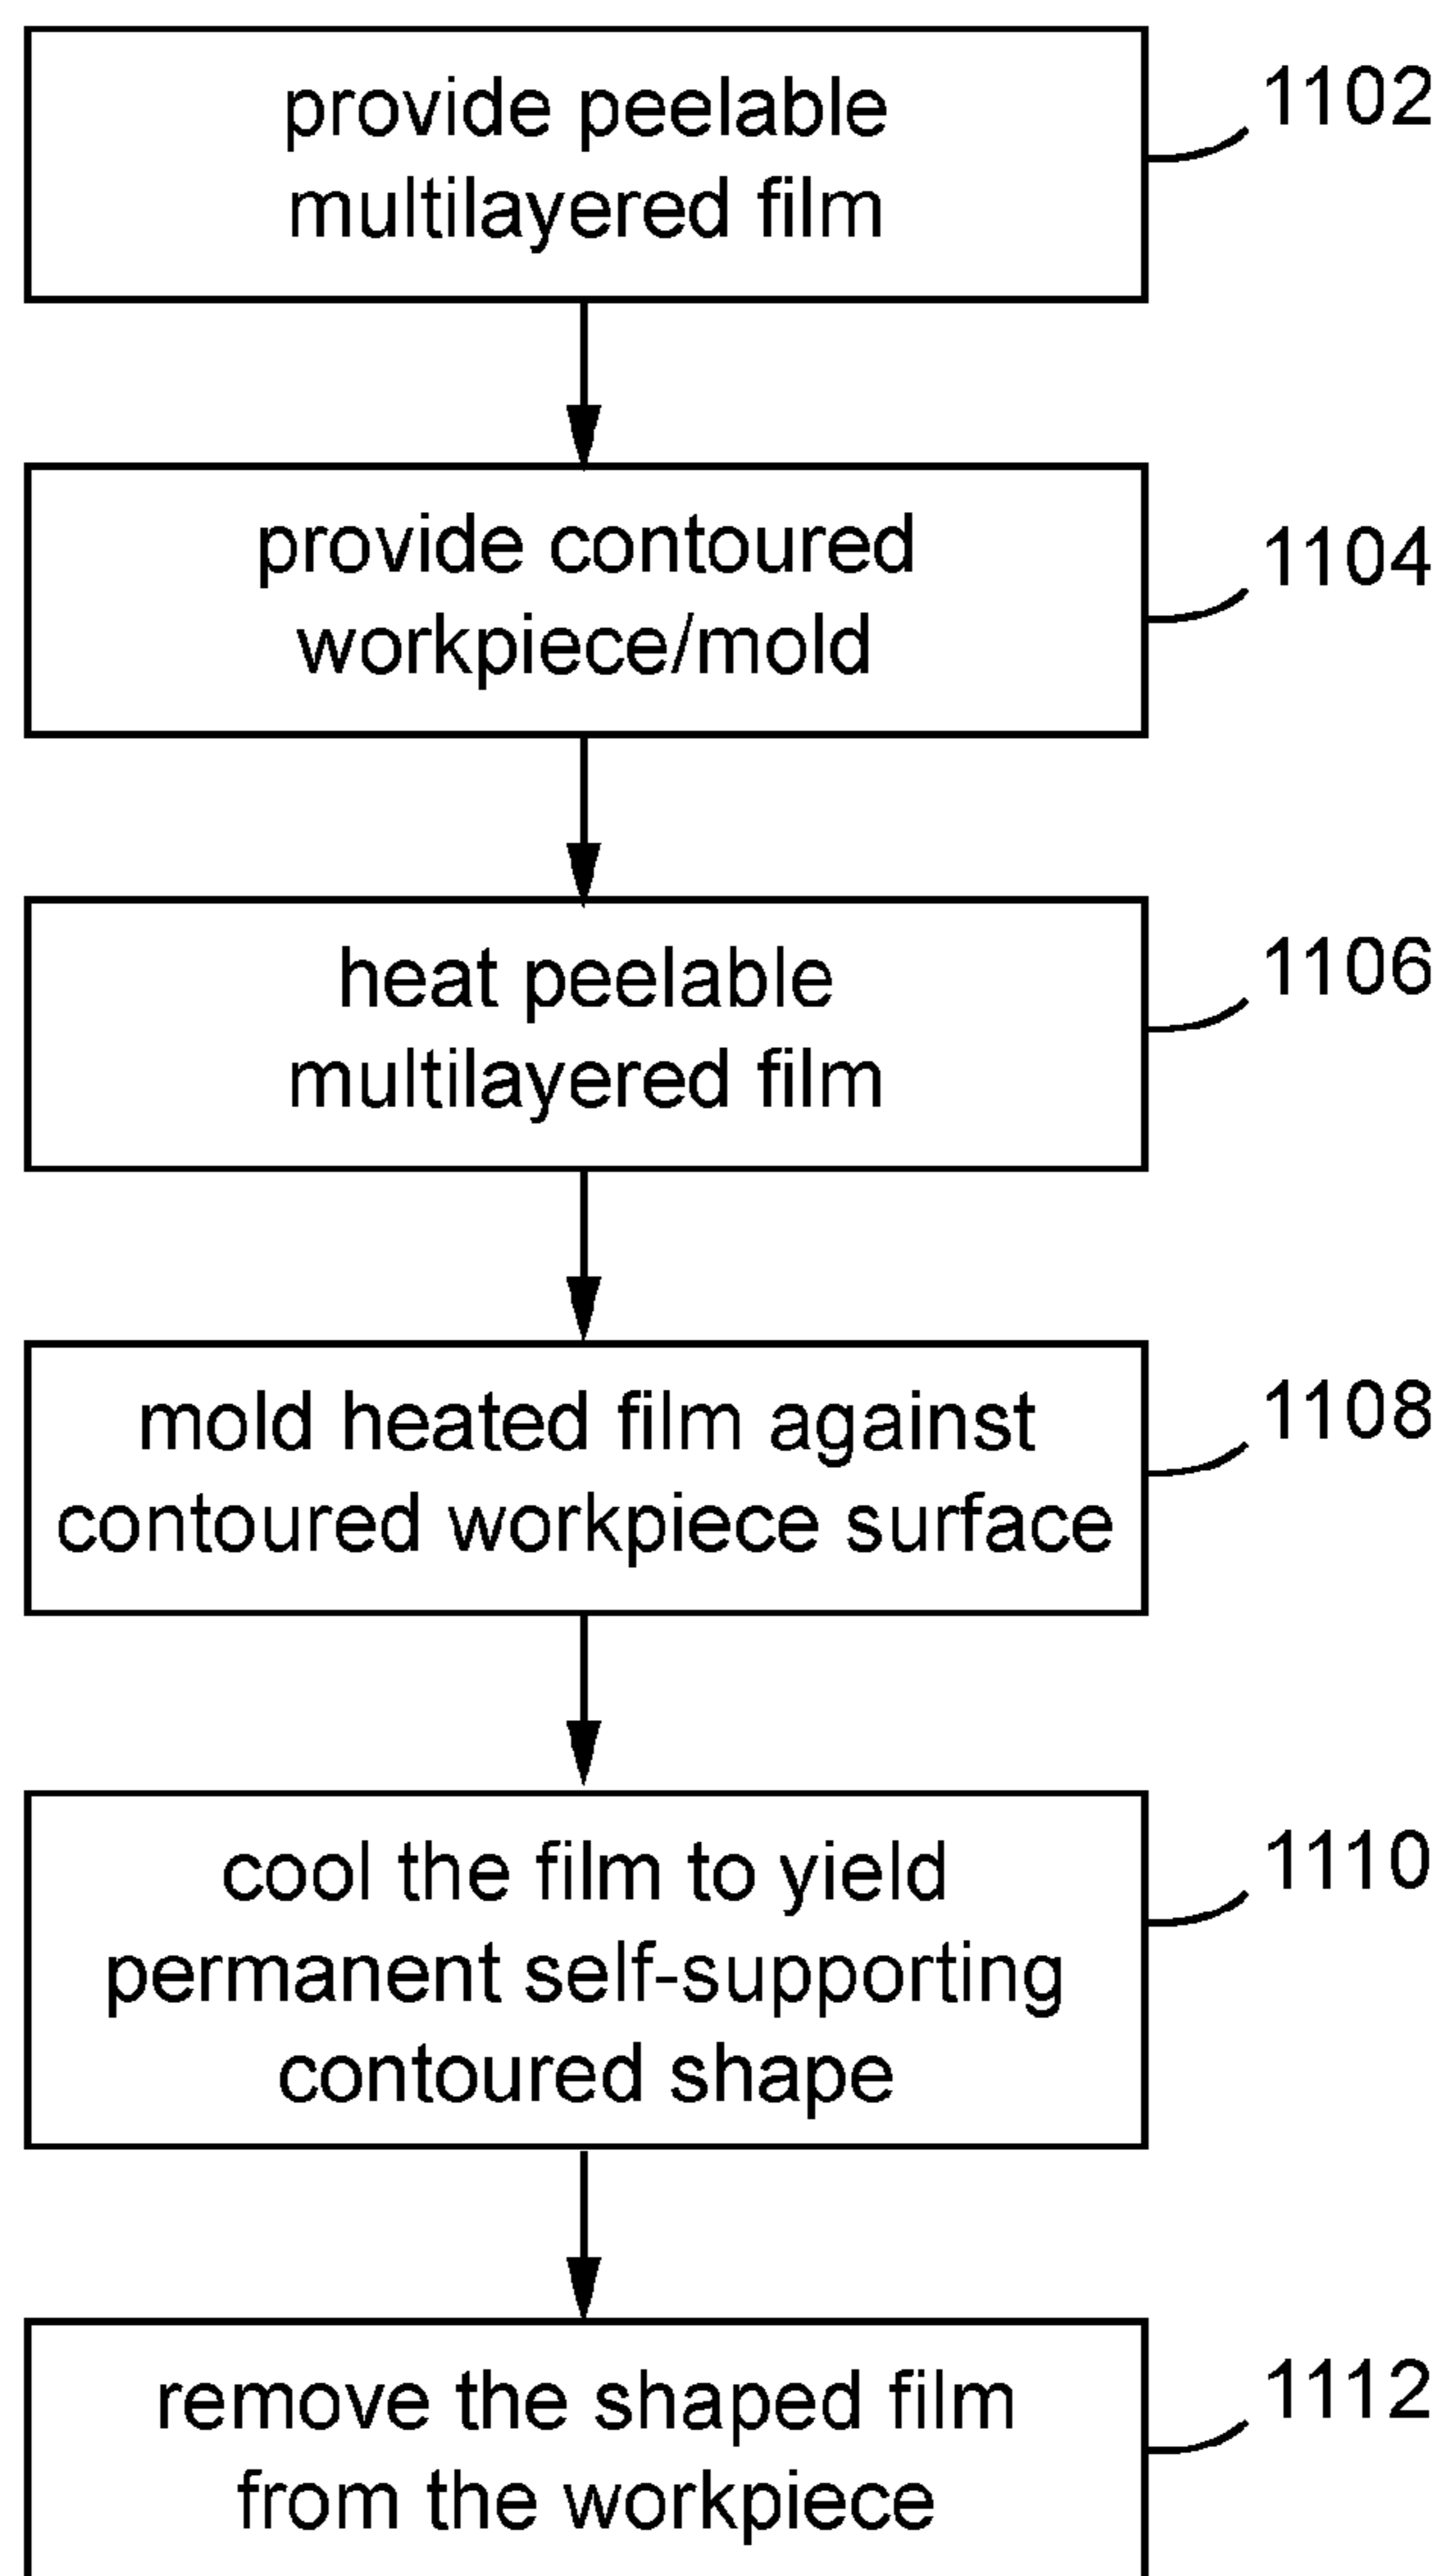 provide peelable
multilayered film
1102
provide contoured
workpiece/mold
1104
heat peelable
multilayered film
1106
mold heated film against
contoured workpiece surface
1108
cool the film to yield
permanent self-supporting
contoured shape
1110
remove the shaped film
from the workpiece
1112